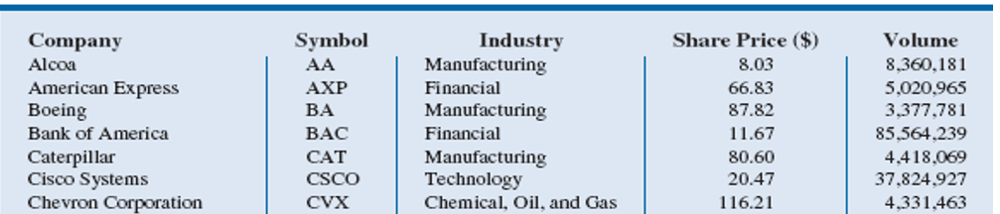 Company Symbol Industry Share Price ($) Volume
Alcoa AA Manufacturing 8.03 8,360,181
American Express AXP Financial 66.83 5,020,965
Boeing BA Manufacturing 87.82 3,377,781
Bank of America BAC Financial 11.67 85,564,239
Caterpillar CAT Manufacturing 80.60 4,418,069
Cisco Systems CSCO Technology 20.47 37,824,927
Chevron Corporation CVX Chemical, Oil, and Gas 116.21 4,331,463